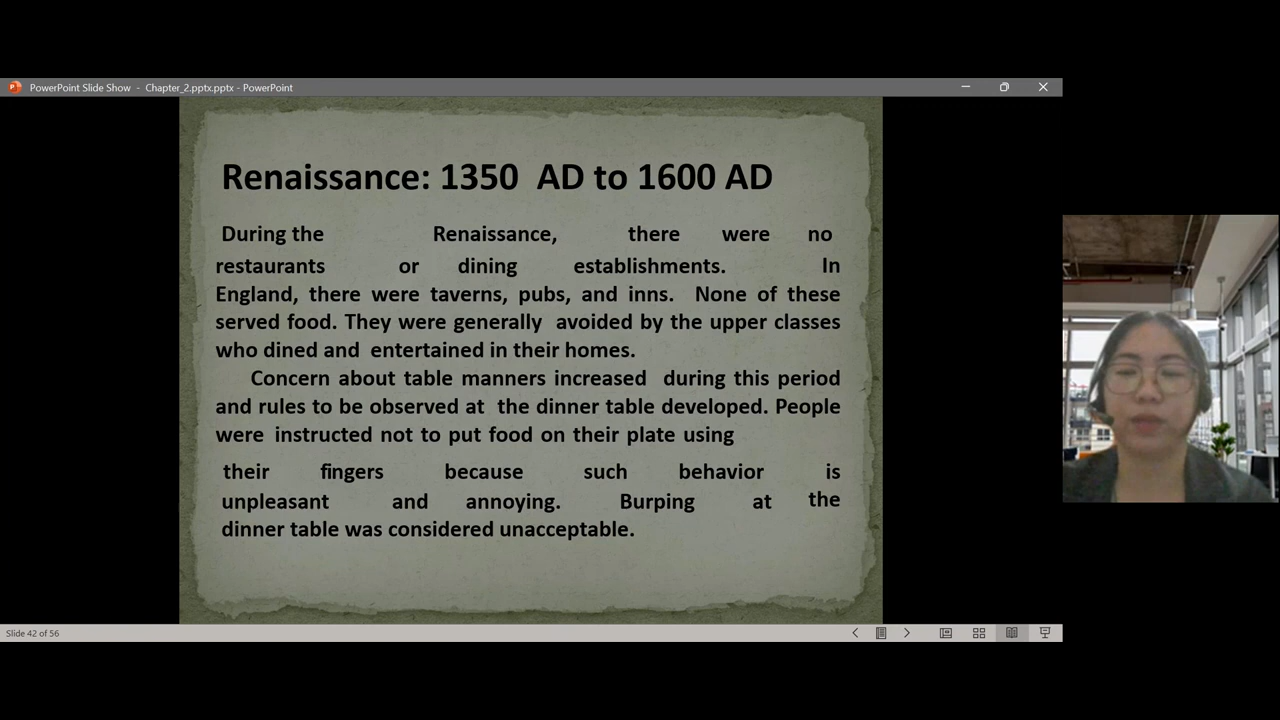 PowerPoint Slide Show - Chapter_2.pptx.pptx - PowerPoint
Renaissance: 1350 AD to 1600 AD
During the Renaissance, there were no
restaurants or dining establishments. In
England, there were taverns, pubs, and inns. None of these
served food. They were generally avoided by the upper classes
who dined and entertained in their homes.
Concern about table manners increased during this period
and rules to be observed at the dinner table developed. People
were instructed not to put food on their plate using
their fingers because such behavior is
unpleasant and annoying. Burping at the
dinner table was considered unacceptable.
Slide 42 of 56